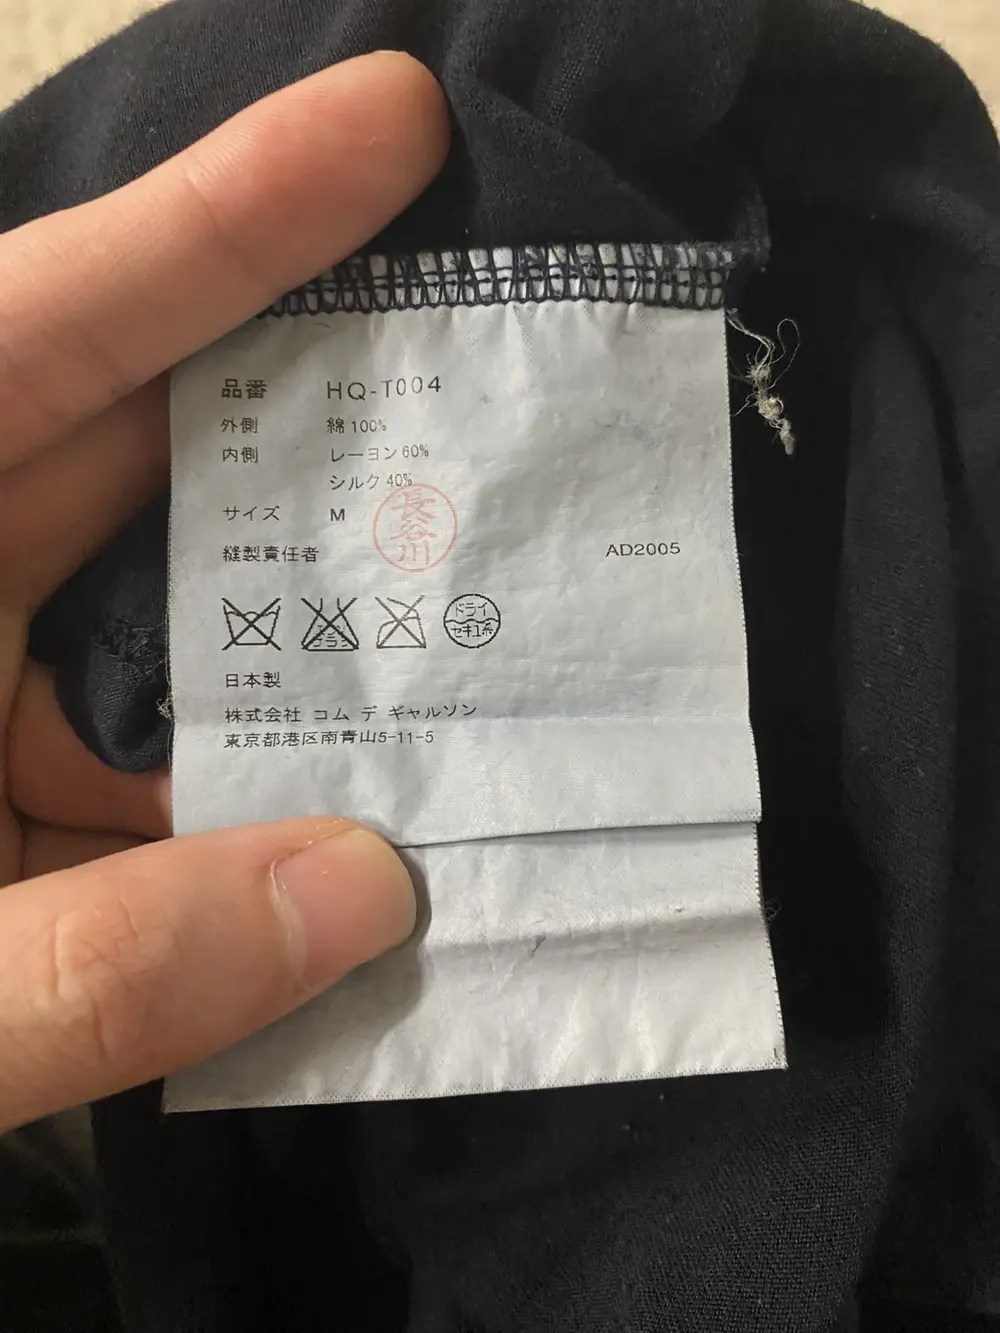 品番 HQ-T004
外側 綿 100%
内側 レーヨン 60%
シルク 40%
サイズ M
縫製責任者 長谷川 AD2005
ドライ
セキユ系
日本製
株式会社 コム デ ギャルソン
東京都港区南青山5-11-5